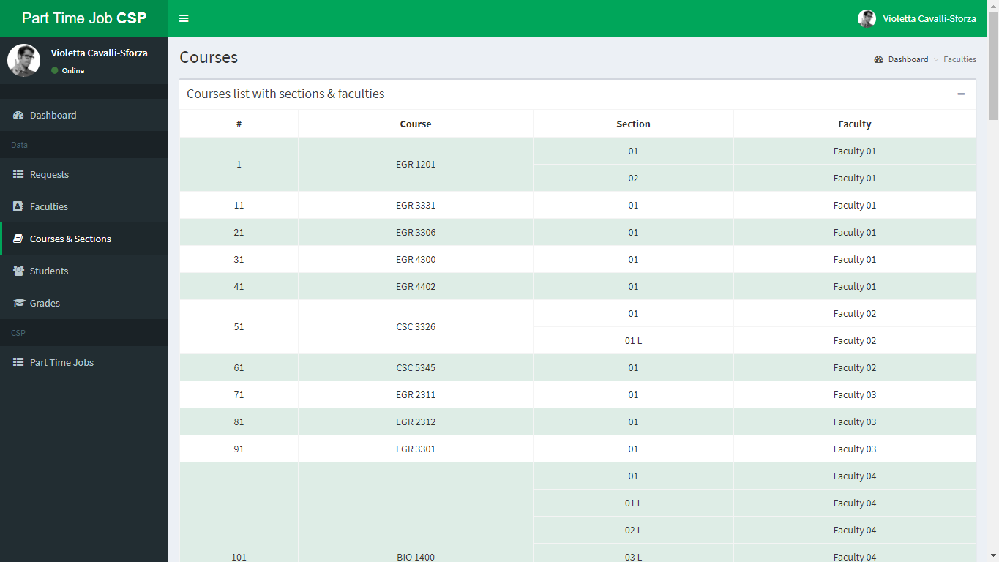 Part Time Job CSP
Violetta Cavalli-Sforza
Violetta Cavalli-Sforza
Online
Dashboard
Data
Requests
Faculties
Courses & Sections
Students
Grades
CSP
Part Time Jobs
Courses
Dashboard > Faculties
Courses list with sections & faculties
# Course Section Faculty
1 EGR 1201 01 Faculty 01
02 Faculty 01
11 EGR 3331 01 Faculty 01
21 EGR 3306 01 Faculty 01
31 EGR 4300 01 Faculty 01
41 EGR 4402 01 Faculty 01
51 CSC 3326 01 Faculty 02
01 L Faculty 02
61 CSC 5345 01 Faculty 02
71 EGR 2311 01 Faculty 03
81 EGR 2312 01 Faculty 03
91 EGR 3301 01 Faculty 03
01 Faculty 04
01 L Faculty 04
02 L Faculty 04
101 BIO 1400 03 L Faculty 04